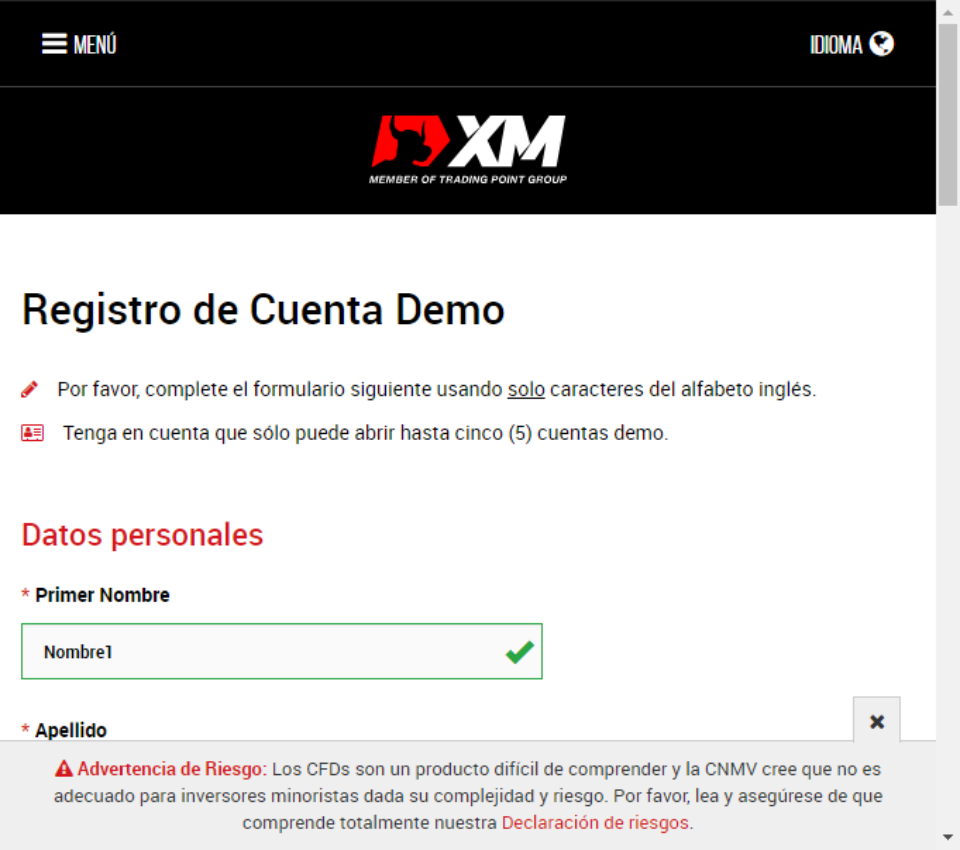 MENÚ
IDIOMA
XM
MEMBER OF TRADING POINT GROUP
Registro de Cuenta Demo
Por favor, complete el formulario siguiente usando solo caracteres del alfabeto inglés.
Tenga en cuenta que sólo puede abrir hasta cinco (5) cuentas demo.
Datos personales
* Primer Nombre
Nombre1
* Apellido
Advertencia de Riesgo: Los CFDs son un producto difícil de comprender y la CNMV cree que no es
adecuado para inversores minoristas dada su complejidad y riesgo. Por favor, lea y asegúrese de que
comprende totalmente nuestra Declaración de riesgos.